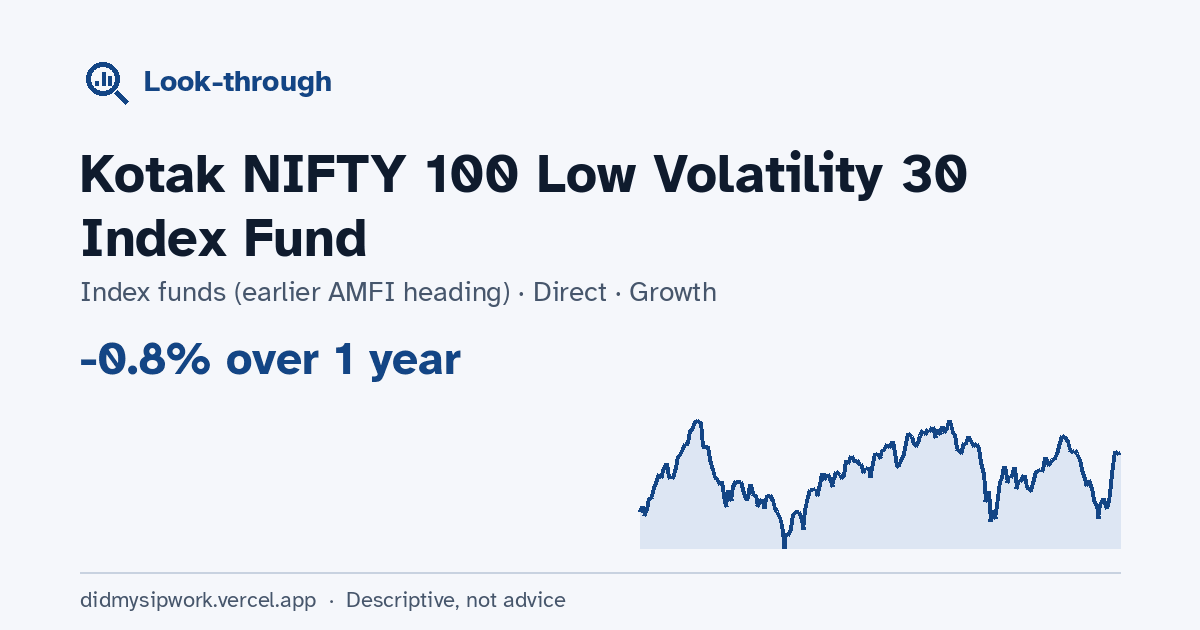 Look-through
Kotak NIFTY 100 Low Volatility 30
Index Fund
Index funds (earlier AMFI heading) · Direct · Growth
-0.8% over 1 year
didmysipwork.vercel.app · Descriptive, not advice